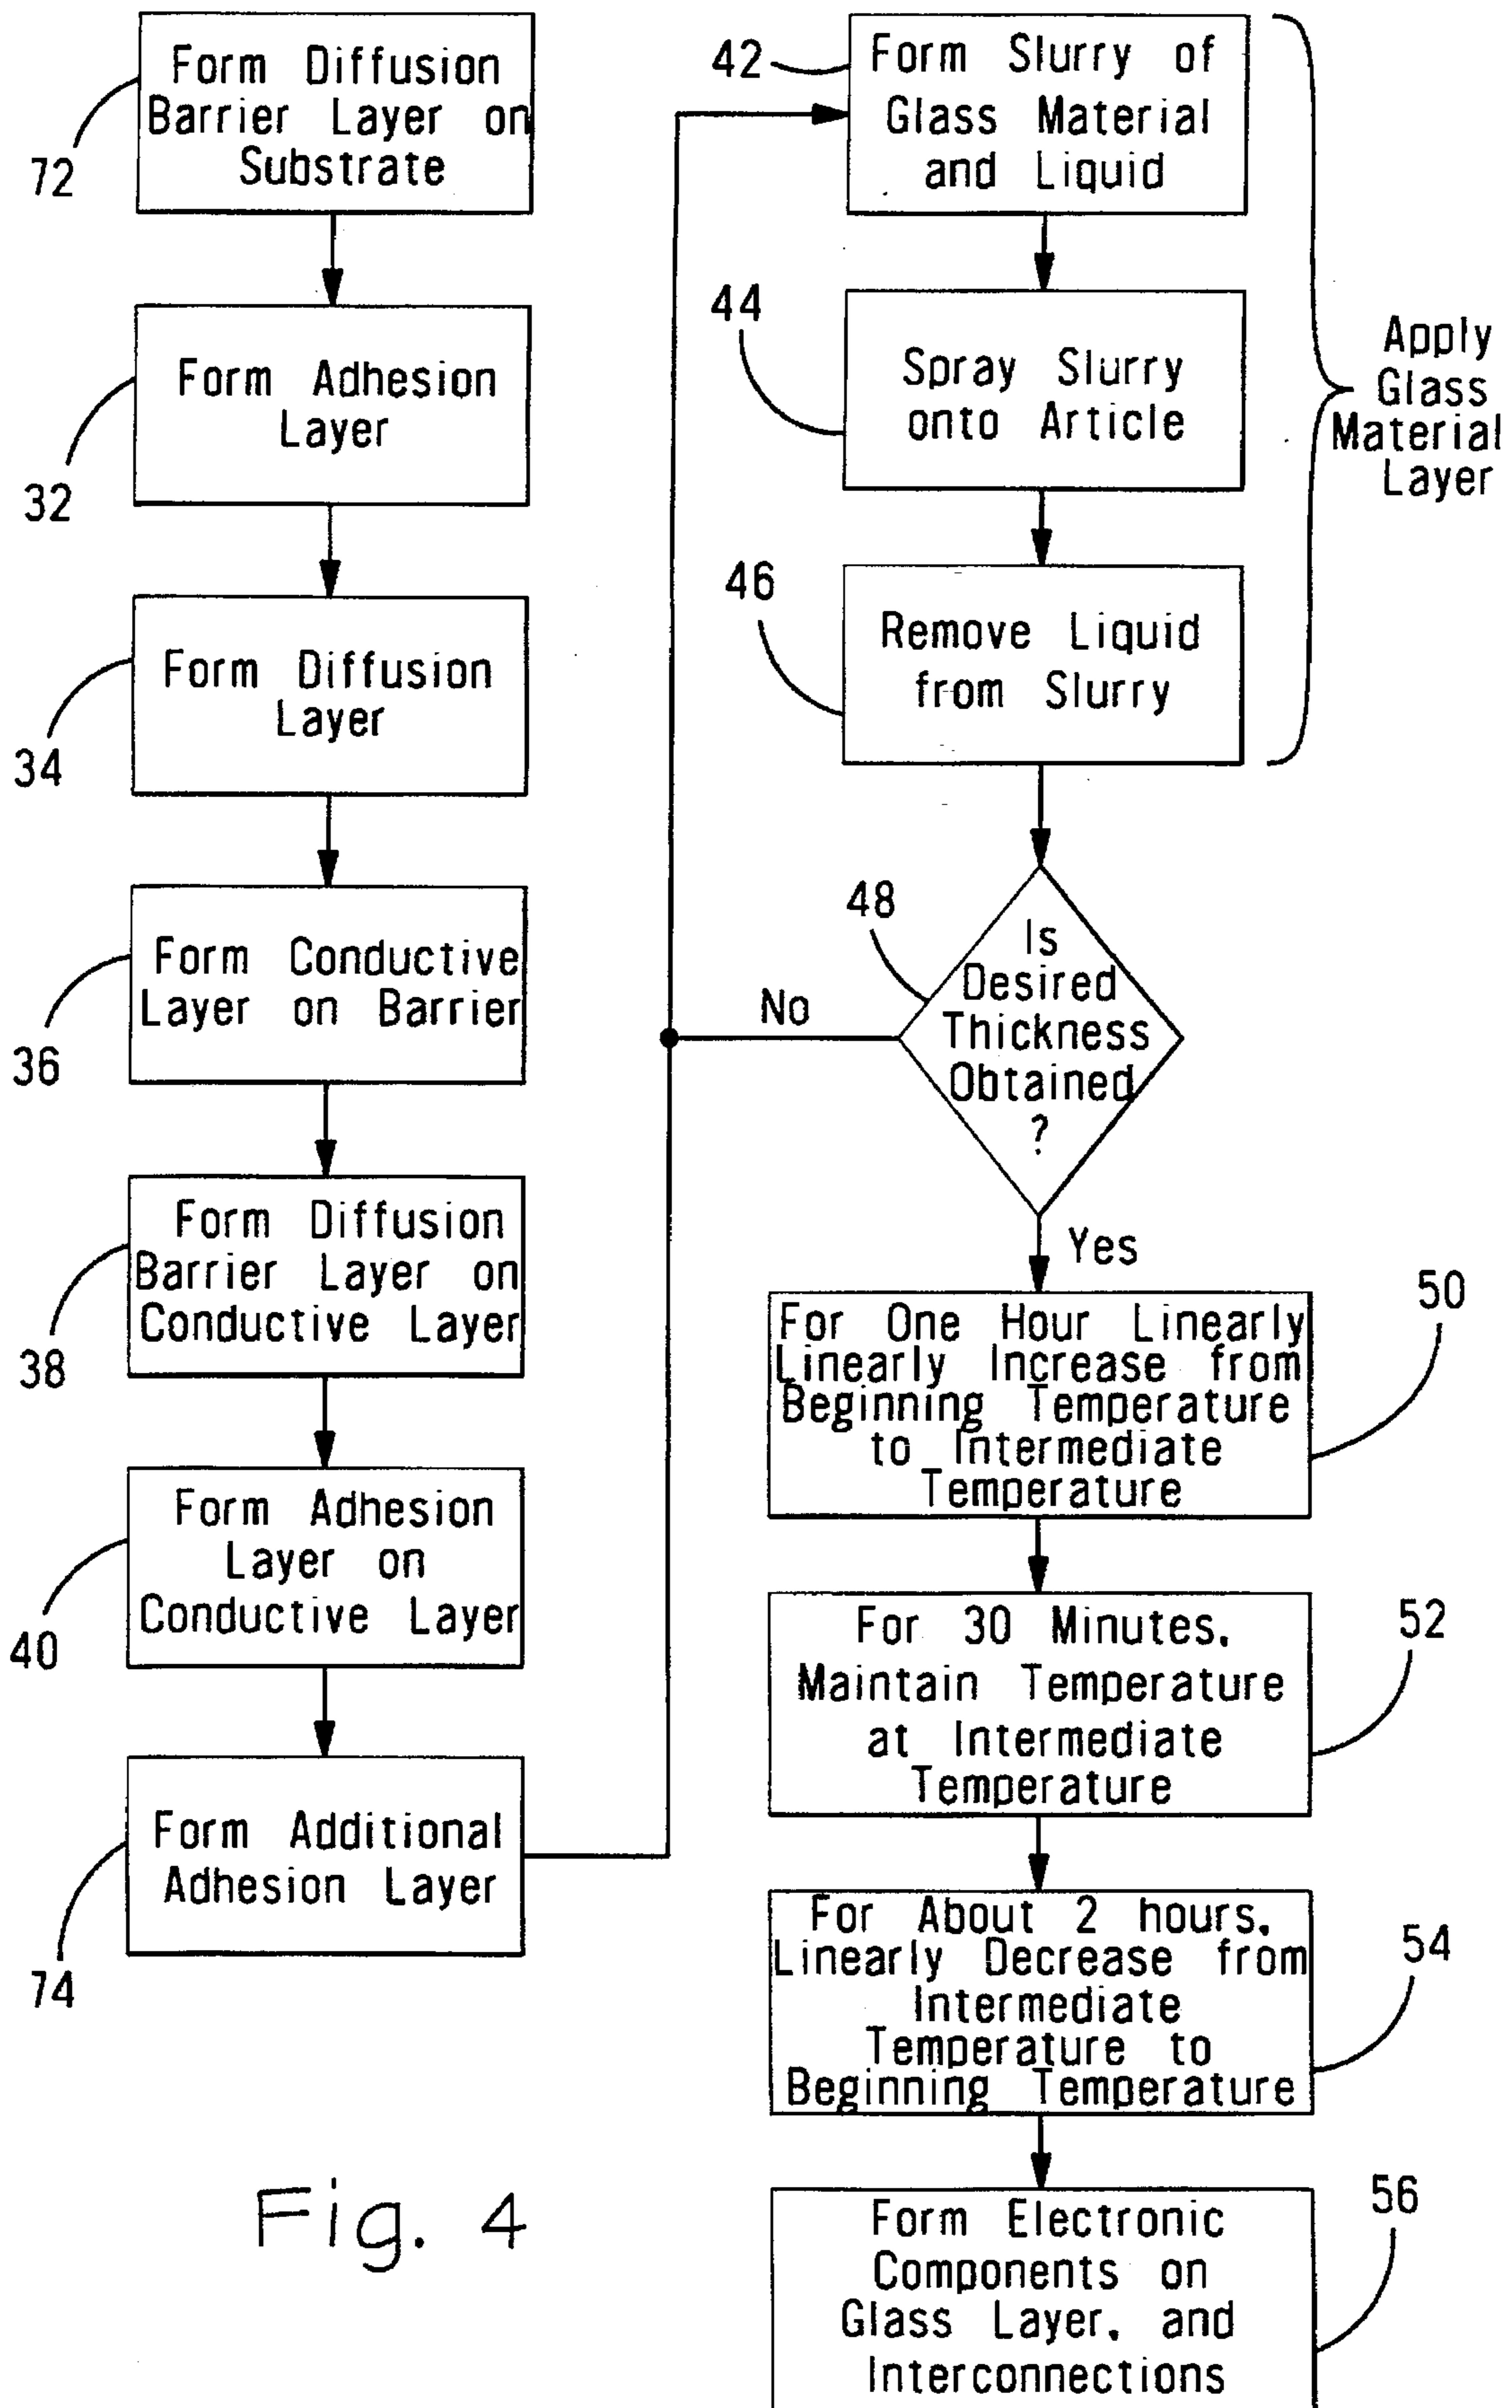 Form Diffusion
Barrier Layer on
Substrate
72
Form Adhesion
Layer
32
Form Diffusion
Layer
34
Form Conductive
Layer on Barrier
36
Form Diffusion
Barrier Layer on
Conductive Layer
38
Form Adhesion
Layer on
Conductive Layer
40
Form Additional
Adhesion Layer
74
42
Form Slurry of
Glass Material
and Liquid
44
Spray Slurry
onto Article
46
Remove Liquid
from Slurry
Apply
Glass
Material
Layer
48
Is
Desired
Thickness
Obtained
?
No
Yes
For One Hour Linearly
Linearly Increase from
Beginning Temperature
to Intermediate
Temperature
50
For 30 Minutes,
Maintain Temperature
at Intermediate
Temperature
52
For About 2 hours,
Linearly Decrease from
Intermediate
Temperature to
Beginning Temperature
54
Form Electronic
Components on
Glass Layer, and
Interconnections
56
Fig. 4